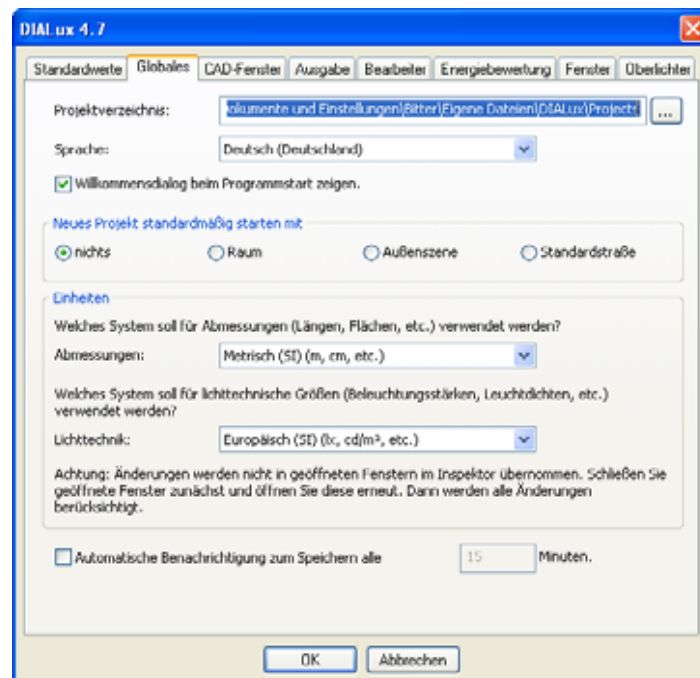 DIALux 4.7
Standardwerte Globales CAD-Fenster Ausgabe Bearbeiter Energiebewertung Fenster Oberlichter
Projektverzeichnis: okumente und Einstellungen\Bitter\Eigene Dateien\DIALux\Projects ...
Sprache: Deutsch (Deutschland)
Willkommensdialog beim Programmstart zeigen.
Neues Projekt standardmäßig starten mit
nichts Raum Außenszene Standardstraße
Einheiten
Welches System soll für Abmessungen (Längen, Flächen, etc.) verwendet werden?
Abmessungen: Metrisch (SI) (m, cm, etc.)
Welches System soll für lichttechnische Größen (Beleuchtungsstärken, Leuchtdichten, etc.)
verwendet werden?
Lichttechnik: Europäisch (SI) (lx, cd/m², etc.)
Achtung: Änderungen werden nicht in geöffneten Fenstern im Inspektor übernommen. Schließen Sie
geöffnete Fenster zunächst und öffnen Sie diese erneut. Dann werden alle Änderungen
berücksichtigt.
Automatische Benachrichtigung zum Speichern alle 15 Minuten.
OK Abbrechen